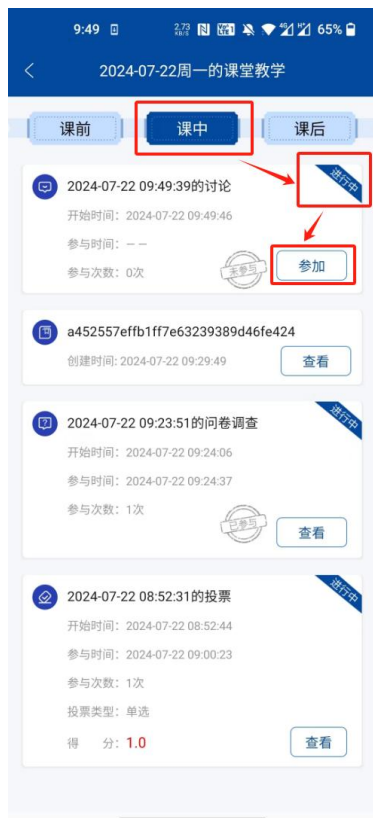 9:49 2.73 KB/S 65%
2024-07-22周一的课堂教学
课前 课中 课后
进行中
2024-07-22 09:49:39的讨论
开始时间：2024-07-22 09:49:46
参与时间：－－
参与次数：0次 未参与 参加
a452557effb1ff7e63239389d46fe424
创建时间: 2024-07-22 09:29:49 查看
进行中
2024-07-22 09:23:51的问卷调查
开始时间：2024-07-22 09:24:06
参与时间：2024-07-22 09:24:37
参与次数：1次 已参与 查看
进行中
2024-07-22 08:52:31的投票
开始时间：2024-07-22 08:52:44
参与时间：2024-07-22 09:00:23
参与次数：1次
投票类型：单选
得 分：1.0 查看